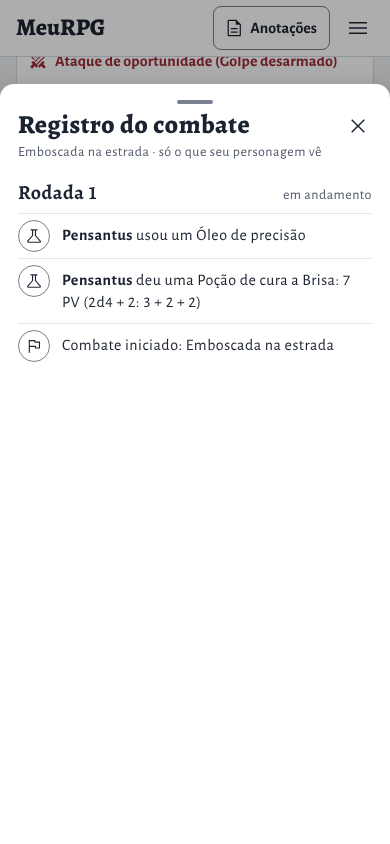 MeuRPG
Anotações
Ataque de oportunidade (Golpe desarmado)
Registro do combate
Emboscada na estrada · só o que seu personagem vê
Rodada 1
em andamento
Pensantus usou um Óleo de precisão
Pensantus deu uma Poção de cura a Brisa: 7
PV (2d4 + 2: 3 + 2 + 2)
Combate iniciado: Emboscada na estrada